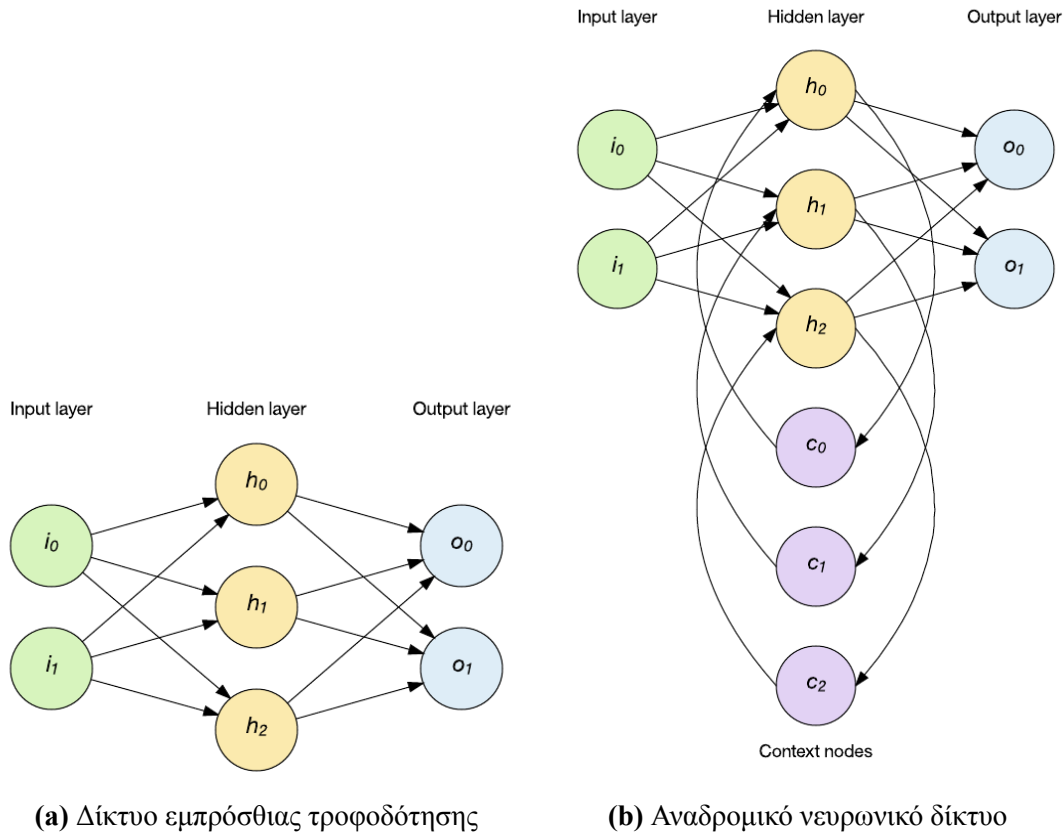 Input layer Hidden layer Output layer
h0
i0
h1
i1
h2
o0
o1
(a) Δίκτυο εμπρόσθιας τροφοδότησης
Input layer Hidden layer Output layer
h0
i0
o0
h1
i1
o1
h2
c0
c1
c2
Context nodes
(b) Αναδρομικό νευρωνικό δίκτυο